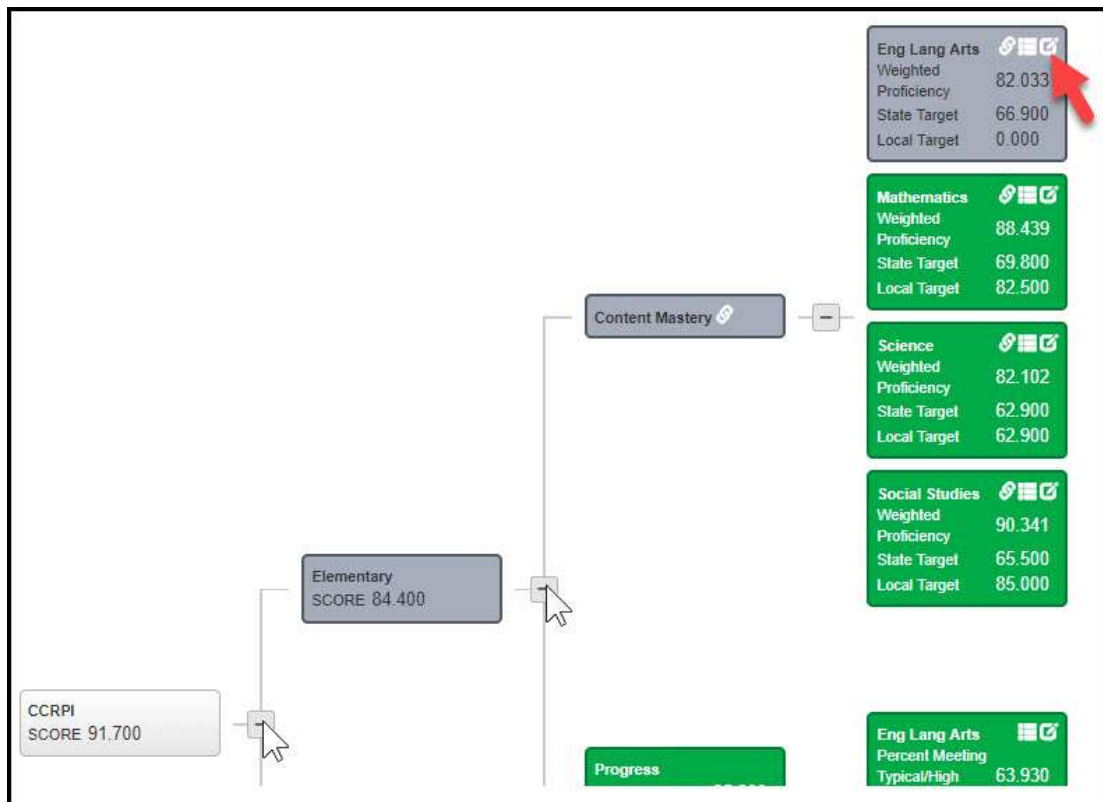 Eng Lang Arts
Weighted
Proficiency 82.033
State Target 66.900
Local Target 0.000
Mathematics
Weighted
Proficiency 88.439
State Target 69.800
Local Target 82.500
Content Mastery
Science
Weighted
Proficiency 82.102
State Target 62.900
Local Target 62.900
Social Studies
Weighted
Proficiency 90.341
State Target 65.500
Local Target 85.000
Elementary
SCORE 84.400
CCRPI
SCORE 91.700
Eng Lang Arts
Percent Meeting
Typical/High 63.930
Progress